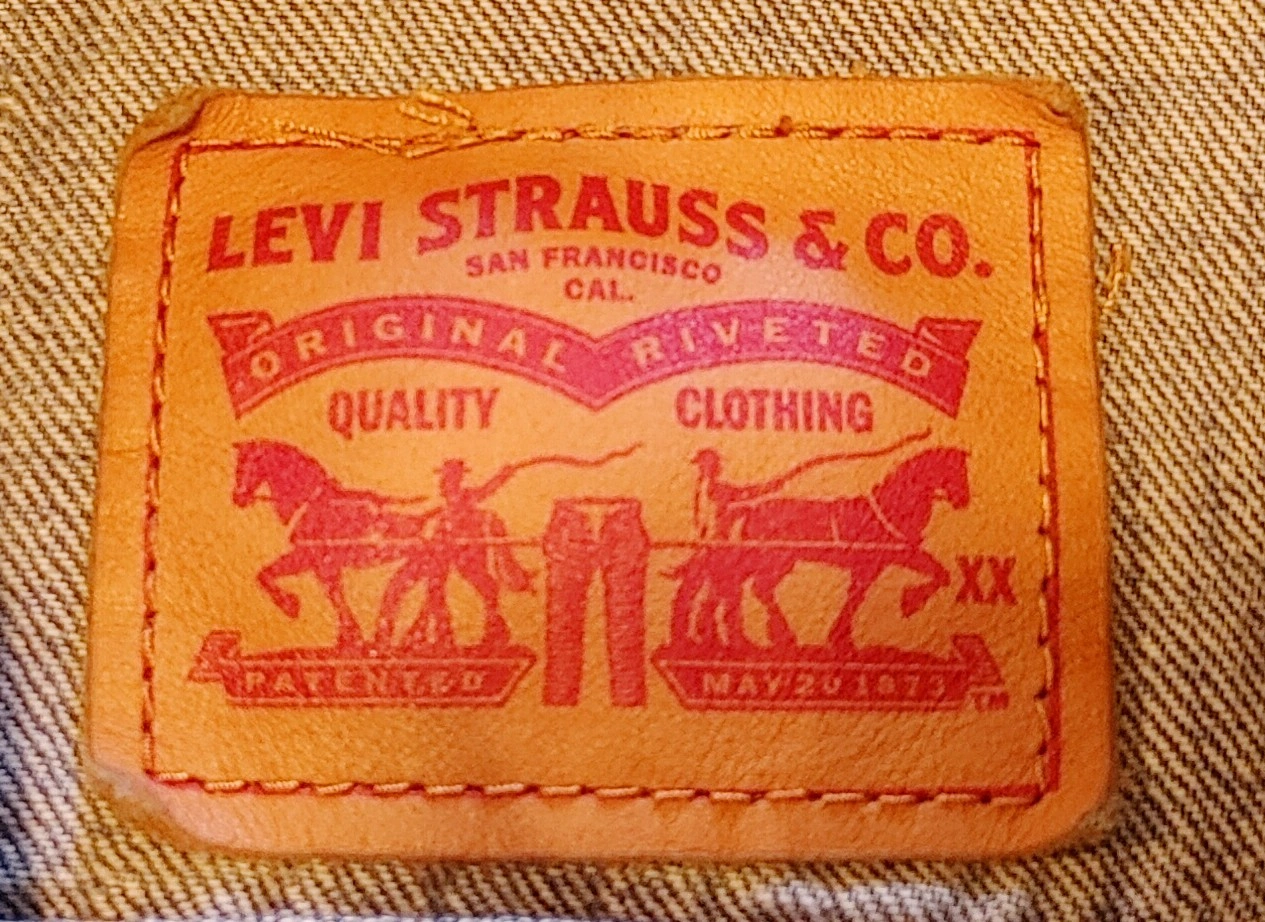 LEVI STRAUSS & CO.
SAN FRANCISCO
CAL.
ORIGINAL RIVETED
QUALITY CLOTHING
XX
PATENTED MAY 20 1873
TM